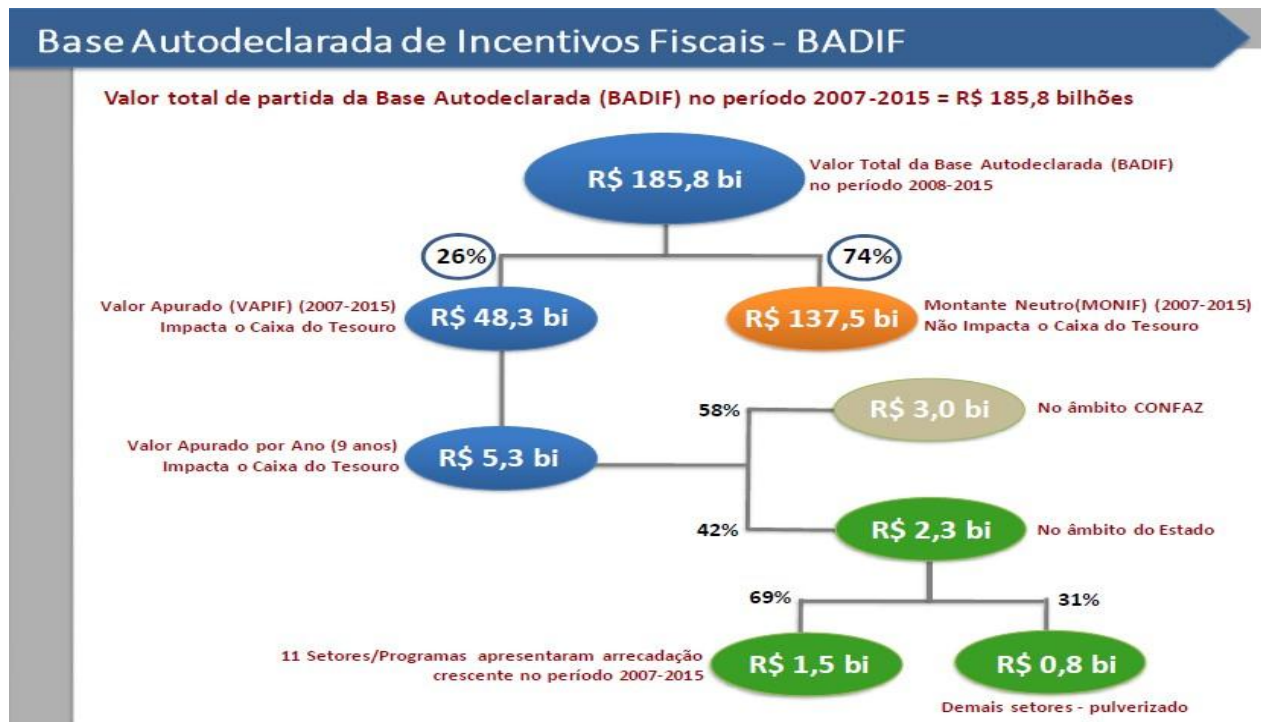 Base Autodeclarada de Incentivos Fiscais - BADIF
Valor total de partida da Base Autodeclarada (BADIF) no período 2007-2015 = R$ 185,8 bilhões
R$ 185,8 bi
Valor Total da Base Autodeclarada (BADIF)
no período 2008-2015
26%
74%
Valor Apurado (VAPIF) (2007-2015)
Impacta o Caixa do Tesouro
R$ 48,3 bi
R$ 137,5 bi
Montante Neutro(MONIF) (2007-2015)
Não Impacta o Caixa do Tesouro
58%
R$ 3,0 bi
No âmbito CONFAZ
Valor Apurado por Ano (9 anos)
Impacta o Caixa do Tesouro
R$ 5,3 bi
42%
R$ 2,3 bi
No âmbito do Estado
69%
31%
11 Setores/Programas apresentaram arrecadação
crescente no período 2007-2015
R$ 1,5 bi
R$ 0,8 bi
Demais setores - pulverizado